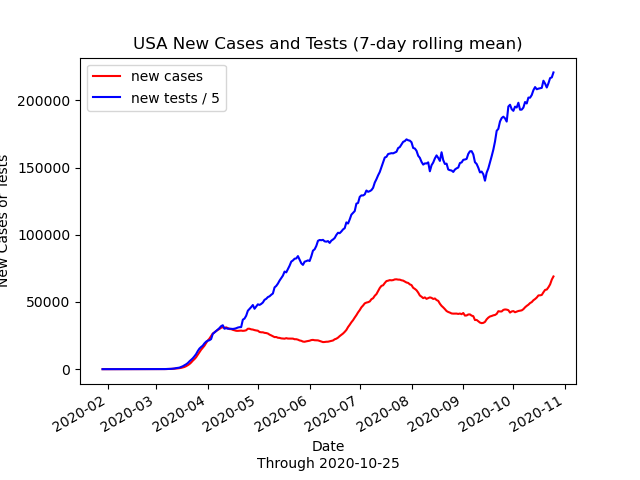 USA New Cases and Tests (7-day rolling mean)
new cases
new tests / 5
200000
150000
100000
50000
0
New Cases or Tests
2020-02
2020-03
2020-04
2020-05
2020-06
2020-07
2020-08
2020-09
2020-10
2020-11
Date
Through 2020-10-25